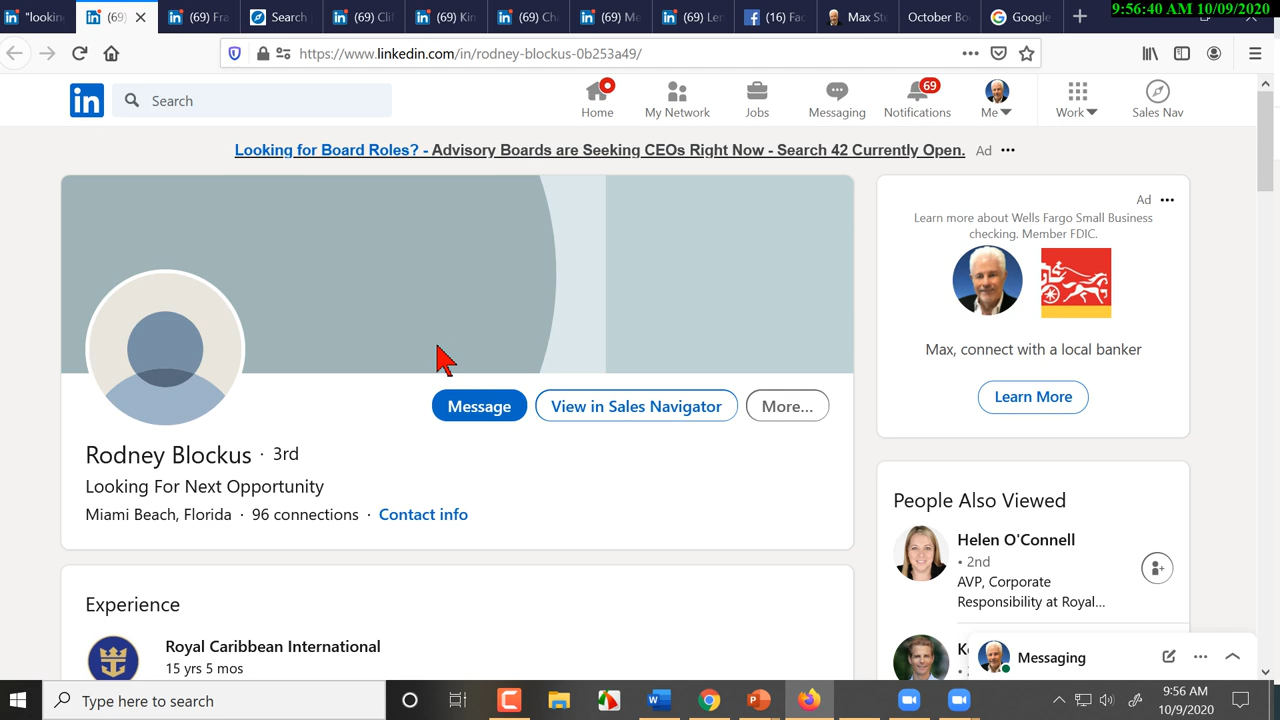 "lookin
(69)
(69) Fra
Search
(69) Cli
(69) Kin
(69) Cha
(69) Me
(69) Ler
(16) Fac
Max Ste
October Bo
Google
9:56:40 AM 10/09/2020
https://www.linkedin.com/in/rodney-blockus-0b253a49/
in
Search
Home
My Network
Jobs
Messaging
69
Notifications
Me
Work
Sales Nav
Looking for Board Roles? - Advisory Boards are Seeking CEOs Right Now - Search 42 Currently Open.
Ad
Message
View in Sales Navigator
More...
Rodney Blockus · 3rd
Looking For Next Opportunity
Miami Beach, Florida · 96 connections · Contact info
Experience
Royal Caribbean International
15 yrs 5 mos
Ad
Learn more about Wells Fargo Small Business
checking. Member FDIC.
Max, connect with a local banker
Learn More
People Also Viewed
Helen O'Connell
• 2nd
AVP, Corporate
Responsibility at Royal...
Messaging
Type here to search
9:56 AM
10/9/2020